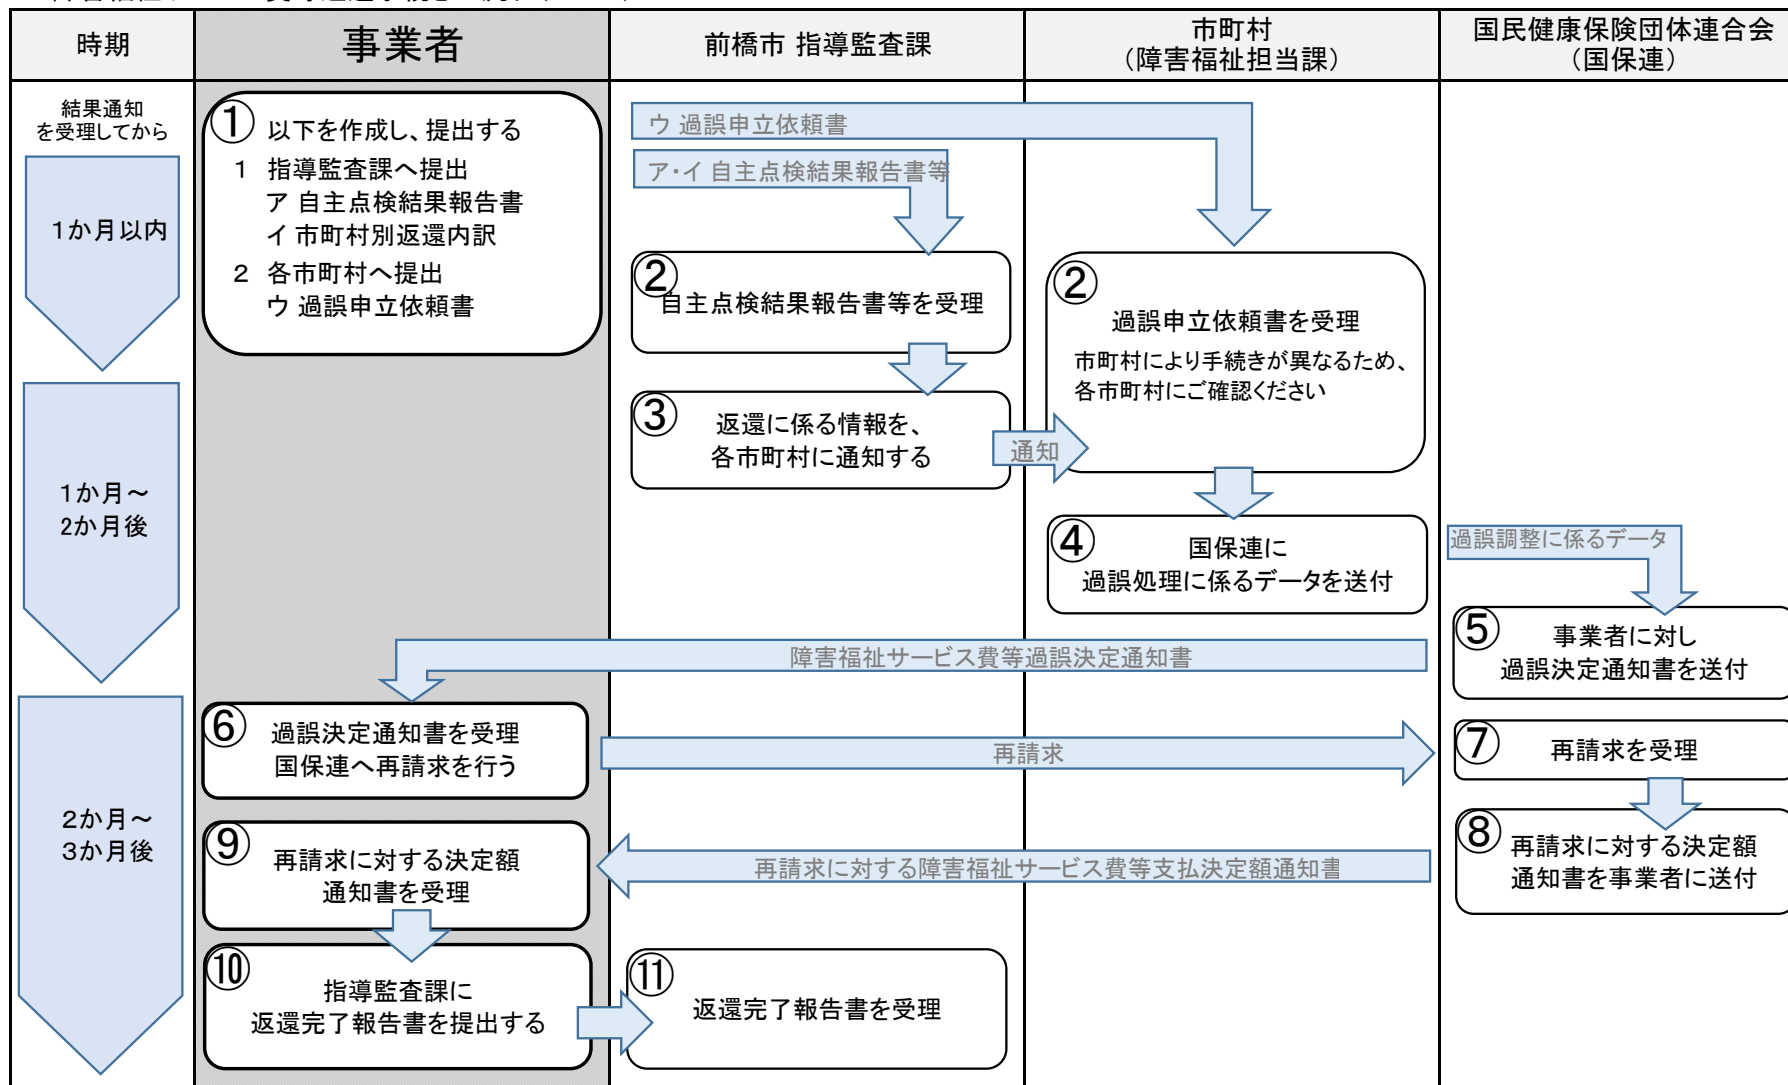 時期
事業者
前橋市 指導監査課
市町村
（障害福祉担当課）
国民健康保険団体連合会
（国保連）
結果通知
を受理してから
1か月以内
①
以下を作成し、提出する
1 指導監査課へ提出
ア 自主点検結果報告書
イ 市町村別返還内訳
2 各市町村へ提出
ウ 過誤申立依頼書
ウ 過誤申立依頼書
ア・イ 自主点検結果報告書等
②
自主点検結果報告書等を受理
②
過誤申立依頼書を受理
市町村により手続きが異なるため、
各市町村にご確認ください
③
返還に係る情報を、
各市町村に通知する
通知
1か月～
2か月後
④
国保連に
過誤処理に係るデータを送付
過誤調整に係るデータ
⑤
事業者に対し
過誤決定通知書を送付
障害福祉サービス費等過誤決定通知書
⑥
過誤決定通知書を受理
国保連へ再請求を行う
再請求
⑦
再請求を受理
2か月～
3か月後
⑧
再請求に対する決定額
通知書を事業者に送付
再請求に対する障害福祉サービス費等支払決定額通知書
⑨
再請求に対する決定額
通知書を受理
⑩
指導監査課に
返還完了報告書を提出する
⑪
返還完了報告書を受理